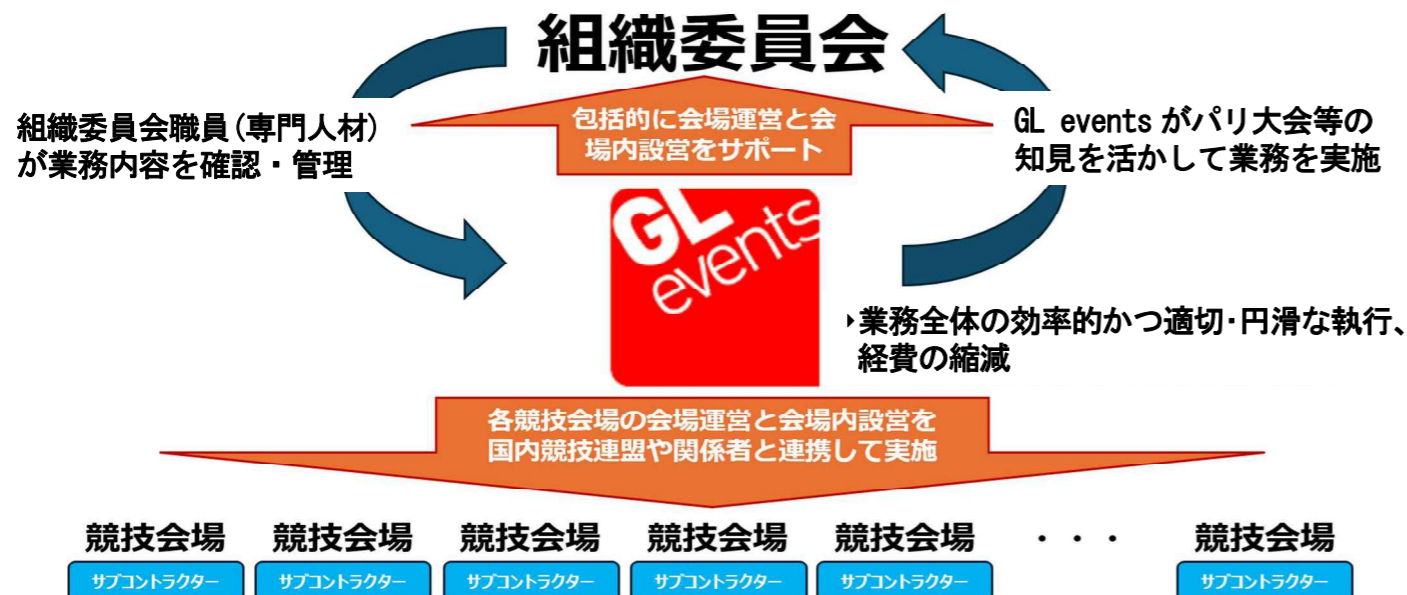 組織委員会
包括的に会場運営と会
場内設営をサポート
組織委員会職員(専門人材)
が業務内容を確認・管理
GL events がパリ大会等の
知見を活かして業務を実施
GL
events
▸業務全体の効率的かつ適切・円滑な執行、
経費の縮減
各競技会場の会場運営と会場内設営を
国内競技連盟や関係者と連携して実施
競技会場 競技会場 競技会場 競技会場 競技会場 ・・・ 競技会場
サブコントラクター サブコントラクター サブコントラクター サブコントラクター サブコントラクター サブコントラクター